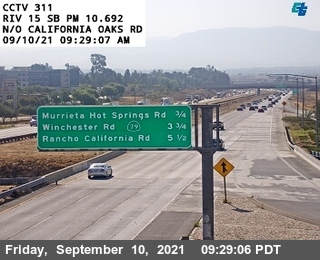 CCTV 311
RIV 15 SB PM 10.692
N/O CALIFORNIA OAKS RD
09/10/21 09:29:07 AM
Murrieta Hot Springs Rd ¾
Winchester Rd 79 3 ¾
Rancho California Rd 5 ½
Friday, September 10, 2021 09:29:06 PDT